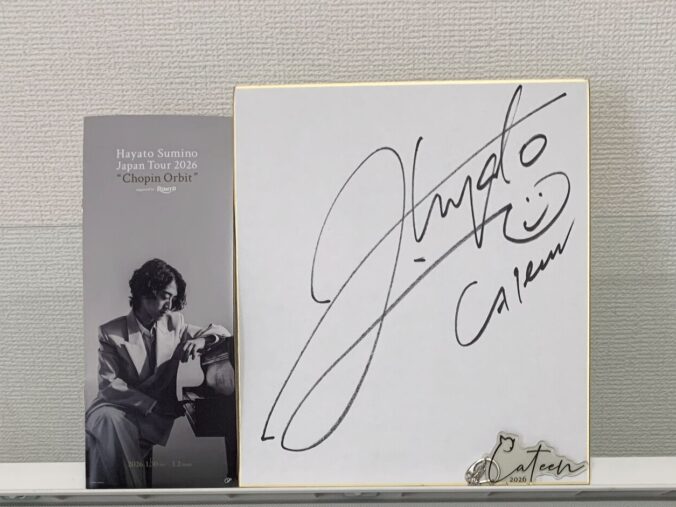 Hayato Sumino
Japan Tour 2026
"Chopin Orbit"
Hayato
Cateen
Cateen
2026